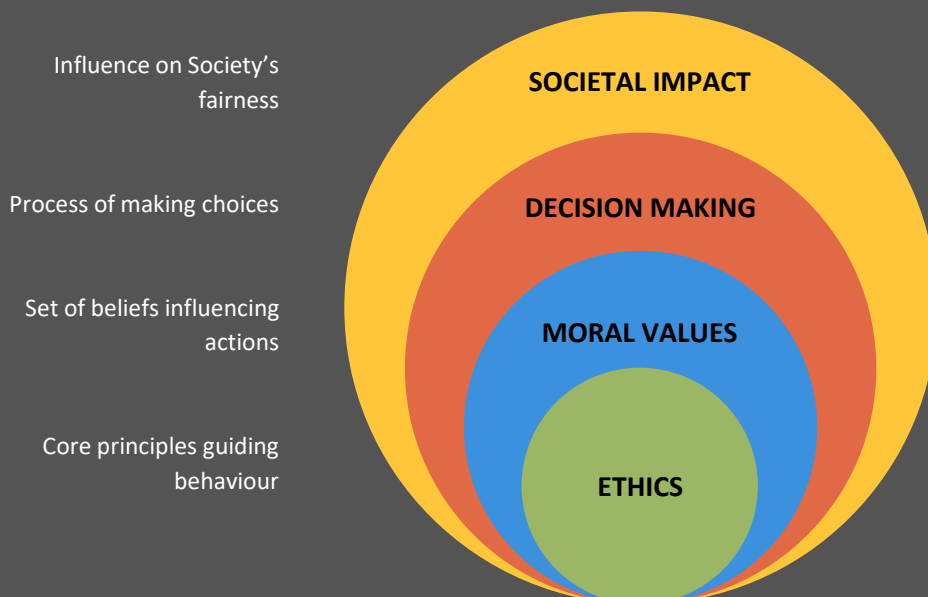 Influence on Society’s
fairness
SOCIETAL IMPACT
Process of making choices
DECISION MAKING
Set of beliefs influencing
actions
MORAL VALUES
Core principles guiding
behaviour
ETHICS